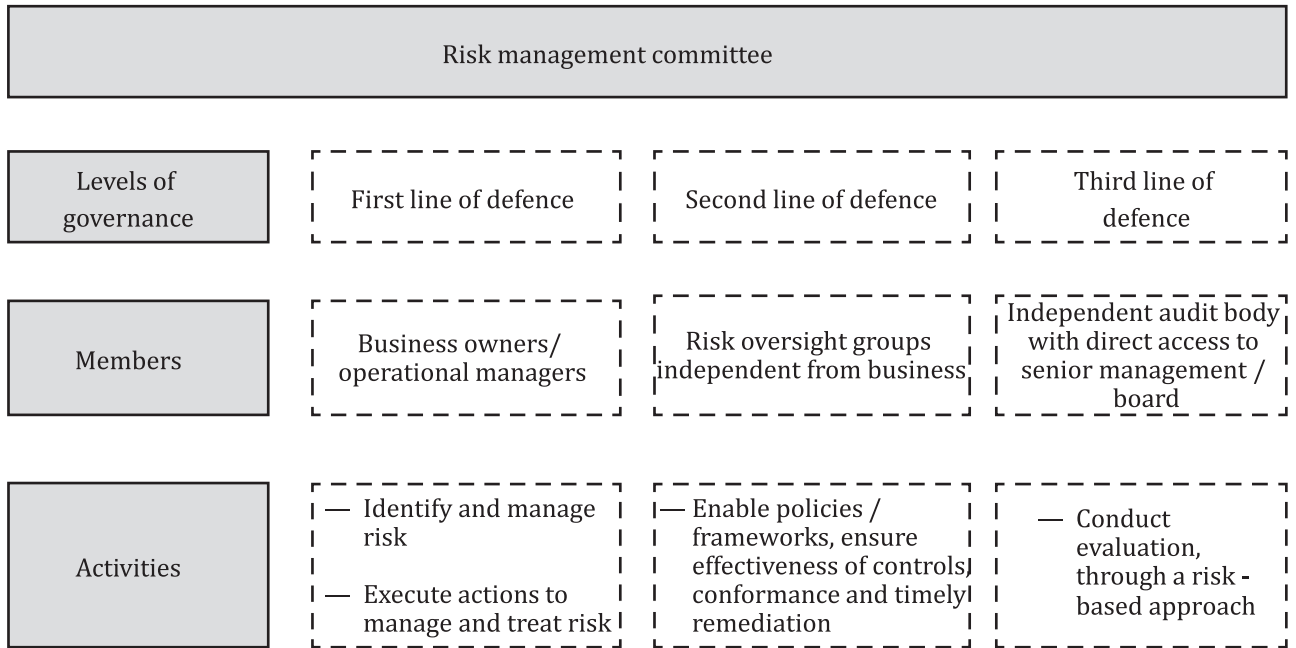 Risk management committee
Levels of
governance
First line of defence
Second line of defence
Third line of
defence
Members
Business owners/
operational managers
Risk oversight groups
independent from business
Independent audit body
with direct access to
senior management /
board
Activities
— Identify and manage
risk
— Execute actions to
manage and treat risk
— Enable policies /
frameworks, ensure
effectiveness of controls,
conformance and timely
remediation
— Conduct
evaluation,
through a risk -
based approach